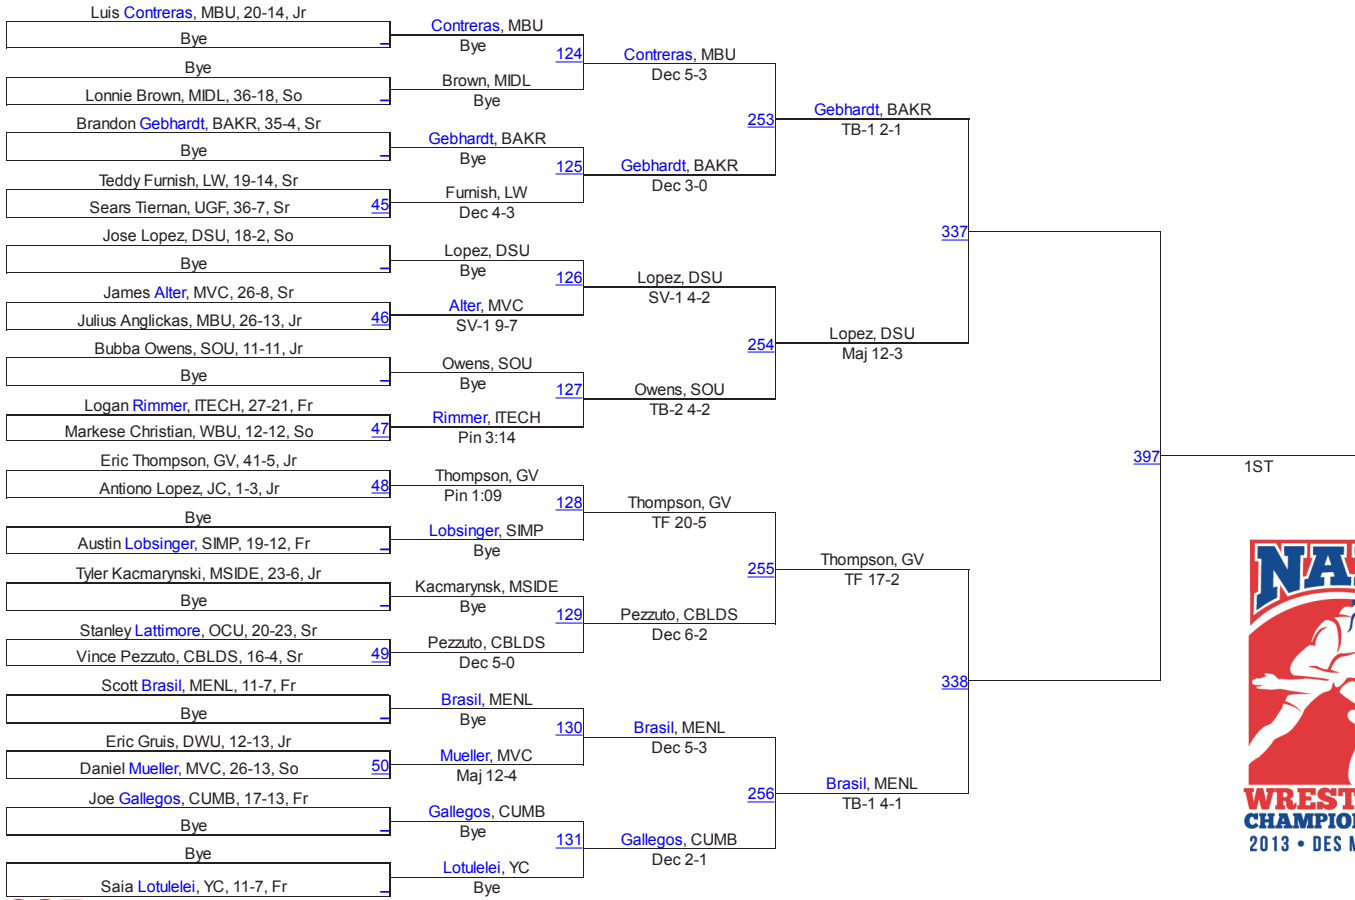 Luis Contreras, MBU, 20-14, Jr
Bye
Bye
Lonnie Brown, MIDL, 36-18, So
Brandon Gebhardt, BAKR, 35-4, Sr
Bye
Teddy Furnish, LW, 19-14, Sr
Sears Tiernan, UGF, 36-7, Sr
45
Jose Lopez, DSU, 18-2, So
Bye
James Alter, MVC, 26-8, Sr
Julius Anglickas, MBU, 26-13, Jr
46
Bubba Owens, SOU, 11-11, Jr
Bye
Logan Rimmer, ITECH, 27-21, Fr
Markese Christian, WBU, 12-12, So
47
Eric Thompson, GV, 41-5, Jr
Antiono Lopez, JC, 1-3, Jr
48
Bye
Austin Lobsinger, SIMP, 19-12, Fr
Tyler Kacmarynski, MSIDE, 23-6, Jr
Bye
Stanley Lattimore, OCU, 20-23, Sr
Vince Pezzuto, CBLDS, 16-4, Sr
49
Scott Brasil, MENL, 11-7, Fr
Bye
Eric Gruis, DWU, 12-13, Jr
Daniel Mueller, MVC, 26-13, So
50
Joe Gallegos, CUMB, 17-13, Fr
Bye
Bye
Saia Lotulelei, YC, 11-7, Fr
Contreras, MBU
Bye
124
Brown, MIDL
Bye
Gebhardt, BAKR
Bye
125
Furnish, LW
Dec 4-3
Lopez, DSU
Bye
126
Alter, MVC
SV-1 9-7
Owens, SOU
Bye
127
Rimmer, ITECH
Pin 3:14
Thompson, GV
Pin 1:09
128
Lobsinger, SIMP
Bye
Kacmarynsk, MSIDE
Bye
129
Pezzuto, CBLDS
Dec 5-0
Brasil, MENL
Bye
130
Mueller, MVC
Maj 12-4
Gallegos, CUMB
Bye
131
Lotulelei, YC
Bye
Contreras, MBU
Dec 5-3
253
Gebhardt, BAKR
Dec 3-0
Lopez, DSU
SV-1 4-2
254
Owens, SOU
TB-2 4-2
Thompson, GV
TF 20-5
255
Pezzuto, CBLDS
Dec 6-2
Brasil, MENL
Dec 5-3
256
Gallegos, CUMB
Dec 2-1
Gebhardt, BAKR
TB-1 2-1
337
Lopez, DSU
Maj 12-3
Thompson, GV
TF 17-2
338
Brasil, MENL
TB-1 4-1
397
1ST
NA
WREST
CHAMPIO
2013 • DES M